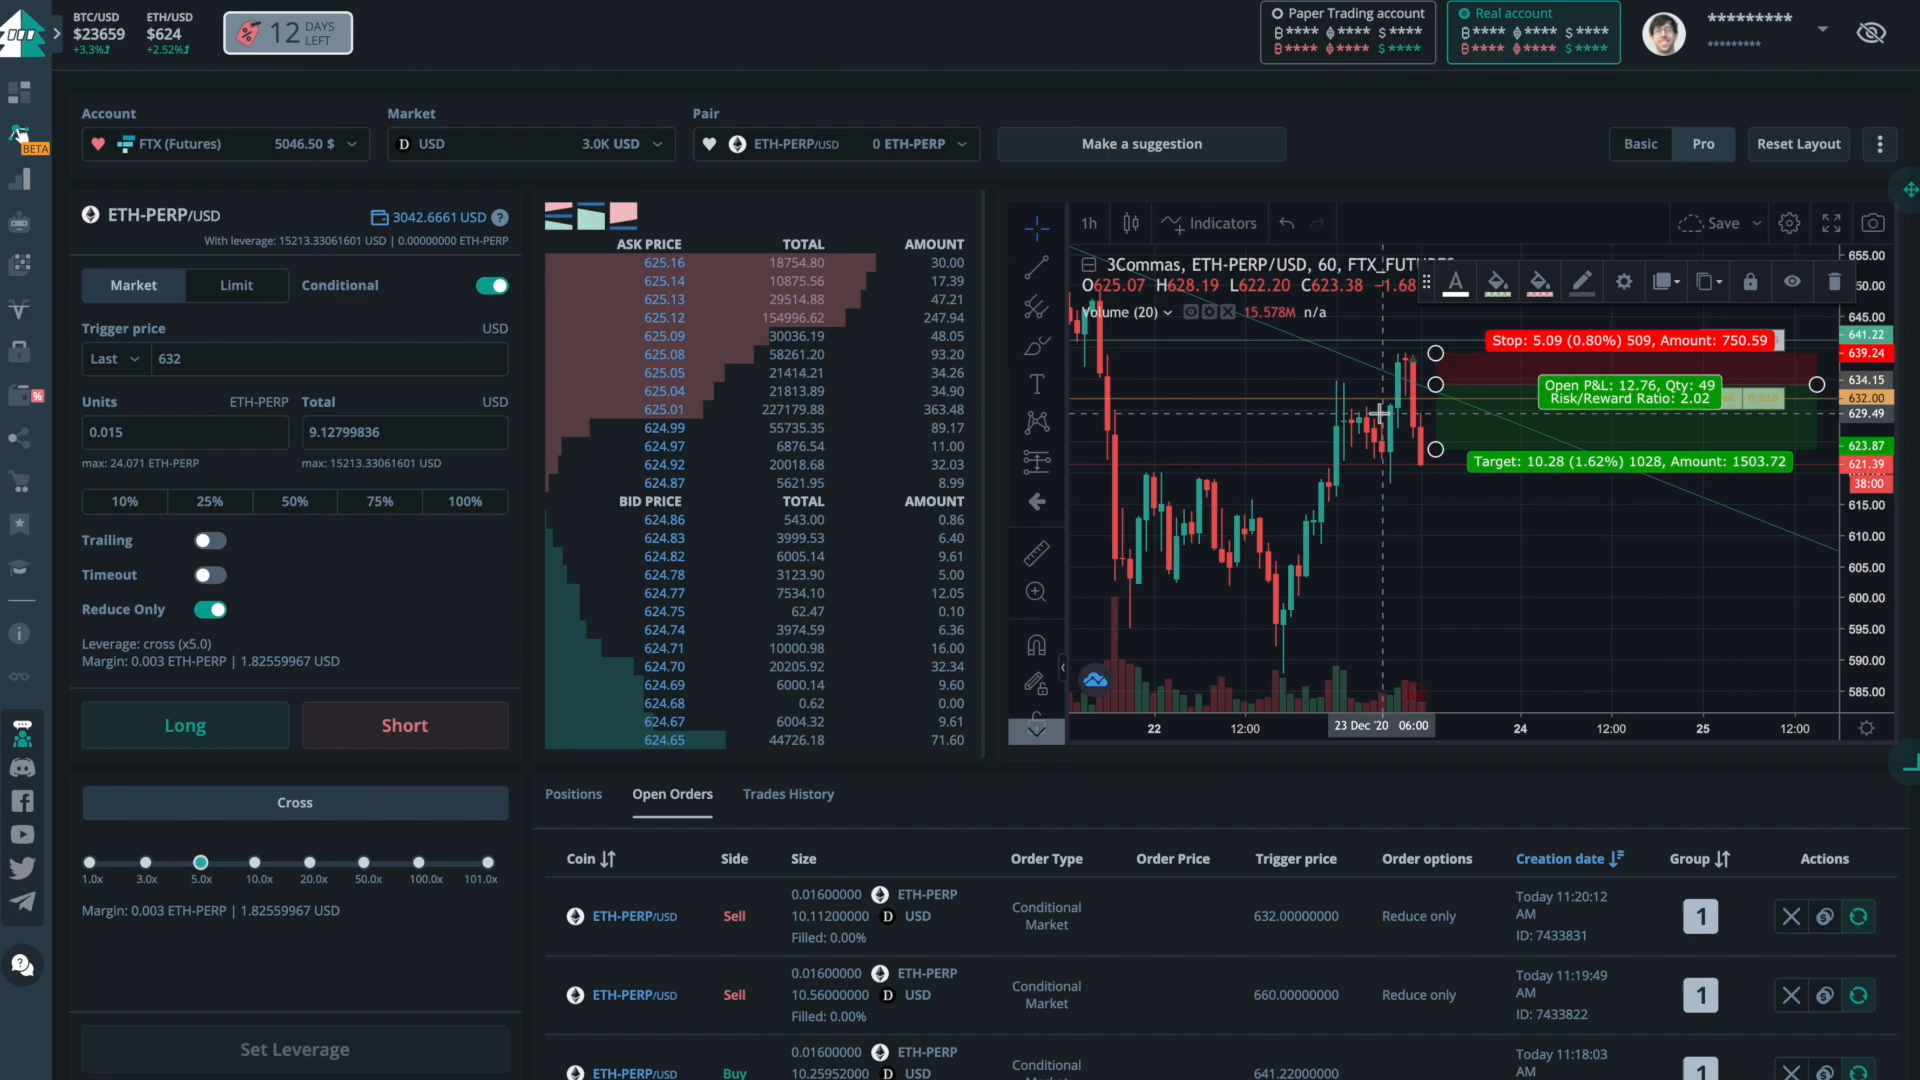 BTC/USD
$23659
+3.3%
ETH/USD
$624
+2.52%
12 DAYS LEFT
Paper Trading account
**** **** $ ****
**** **** $ ****
Real account
**** **** $ ****
**** **** $ ****
*********
*********
BETA
Account
FTX (Futures) 5046.50 $
Market
USD 3.0K USD
Pair
ETH-PERP/USD 0 ETH-PERP
Make a suggestion
Basic
Pro
Reset Layout
ETH-PERP/USD
3042.6661 USD ?
With leverage: 15213.33061601 USD | 0.00000000 ETH-PERP
Market
Limit
Conditional
Trigger price USD
Last 632
Units ETH-PERP
0.015
max: 24.071 ETH-PERP
Total USD
9.12799836
max: 15213.33061601 USD
10% 25% 50% 75% 100%
Trailing
Timeout
Reduce Only
Leverage: cross (x5.0)
Margin: 0.003 ETH-PERP | 1.82559967 USD
Long
Short
Cross
1.0x 3.0x 5.0x 10.0x 20.0x 50.0x 100.0x 101.0x
Margin: 0.003 ETH-PERP | 1.82559967 USD
Set Leverage
ASK PRICE TOTAL AMOUNT
625.16 18754.80 30.00
625.14 10875.56 17.39
625.13 29514.88 47.21
625.12 154996.62 247.94
625.09 30036.19 48.05
625.08 58261.20 93.20
625.05 21414.21 34.26
625.04 21813.89 34.90
625.01 227179.88 363.48
624.99 55735.35 89.17
624.97 6876.54 11.00
624.92 20018.68 32.03
624.87 5621.95 8.99
BID PRICE TOTAL AMOUNT
624.86 543.00 0.86
624.83 3999.53 6.40
624.82 6005.14 9.61
624.78 3123.90 5.00
624.77 7534.10 12.05
624.75 62.47 0.10
624.74 3974.59 6.36
624.71 10000.98 16.00
624.70 20205.92 32.34
624.69 6000.14 9.60
624.68 0.62 0.00
624.67 6004.32 9.61
624.65 44726.18 71.60
1h
Indicators
Save
3Commas, ETH-PERP/USD, 60, FTX_FUTURES
O625.07 H628.19 L622.20 C623.38 −1.68
Volume (20) 15.578M n/a
Stop: 5.09 (0.80%) 509, Amount: 750.59
Open P&L: 12.76, Qty: 49
Risk/Reward Ratio: 2.02
Target: 10.28 (1.62%) 1028, Amount: 1503.72
655.00
50.00
645.00
641.22
639.24
634.15
632.00
629.49
623.87
621.39
38:00
615.00
610.00
605.00
600.00
595.00
590.00
585.00
22 12:00 23 Dec '20 06:00 24 12:00 25 12:00
Positions
Open Orders
Trades History
Coin Side Size Order Type Order Price Trigger price Order options Creation date Group Actions
ETH-PERP/USD Sell 0.01600000 ETH-PERP
10.11200000 D USD
Filled: 0.00%
Conditional Market
632.00000000
Reduce only
Today 11:20:12 AM
ID: 7433831
1
ETH-PERP/USD Sell 0.01600000 ETH-PERP
10.56000000 D USD
Filled: 0.00%
Conditional Market
660.00000000
Reduce only
Today 11:19:49 AM
ID: 7433822
1
ETH-PERP/USD Buy 0.01600000 ETH-PERP
10.25952000 D USD
Conditional
641.22000000
Today 11:18:03 AM
1